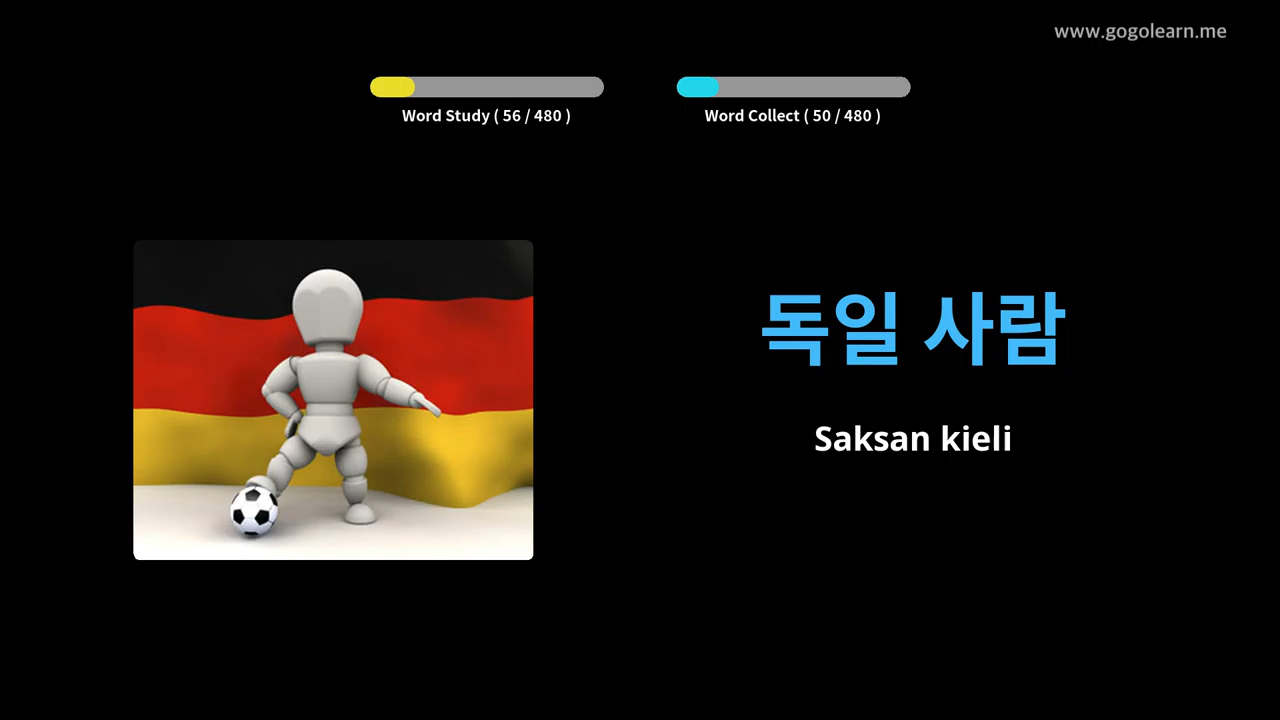 www.gogolearn.me
Word Study ( 56 / 480 )
Word Collect ( 50 / 480 )
독일 사람
Saksan kieli